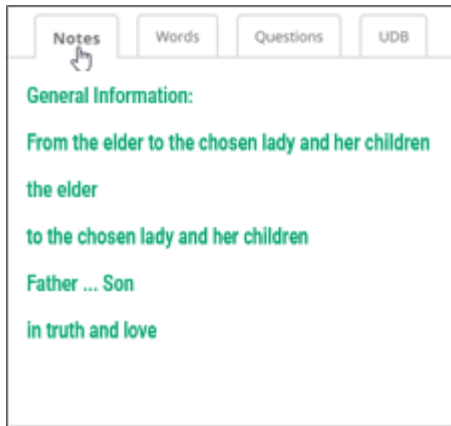 Notes Words Questions UDB
General Information:
From the elder to the chosen lady and her children
the elder
to the chosen lady and her children
Father ... Son
in truth and love